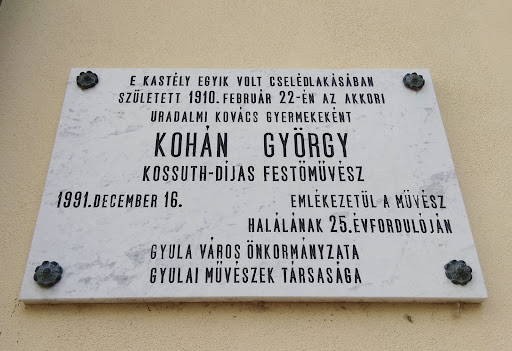 E KASTÉLY EGYIK VOLT CSELÉDLAKÁSÁBAN
SZÜLETETT 1910. FEBRUÁR 22-ÉN AZ AKKORI
URADALMI KOVÁCS GYERMEKEKÉNT
KOHÁN GYÖRGY
KOSSUTH-DÍJAS FESTŐMŰVÉSZ
1991. DECEMBER 16. EMLÉKEZETÜL A MŰVÉSZ
HALÁLÁNAK 25. ÉVFORDULÓJÁN
GYULA VÁROS ÖNKORMÁNYZATA
GYULAI MŰVÉSZEK TÁRSASÁGA